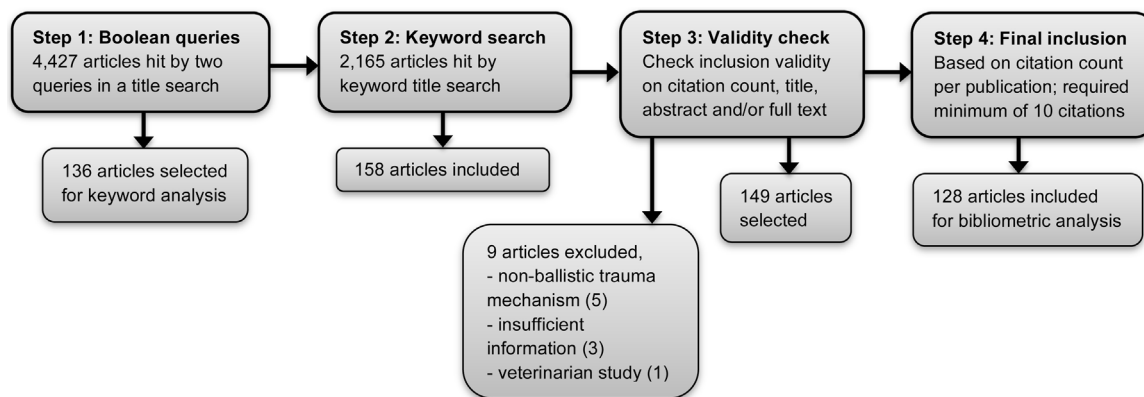 Step 1: Boolean queries
4,427 articles hit by two
queries in a title search
136 articles selected
for keyword analysis
Step 2: Keyword search
2,165 articles hit by
keyword title search
158 articles included
Step 3: Validity check
Check inclusion validity
on citation count, title,
abstract and/or full text
9 articles excluded,
- non-ballistic trauma
mechanism (5)
- insufficient
information (3)
- veterinarian study (1)
149 articles
selected
Step 4: Final inclusion
Based on citation count
per publication; required
minimum of 10 citations
128 articles included
for bibliometric analysis